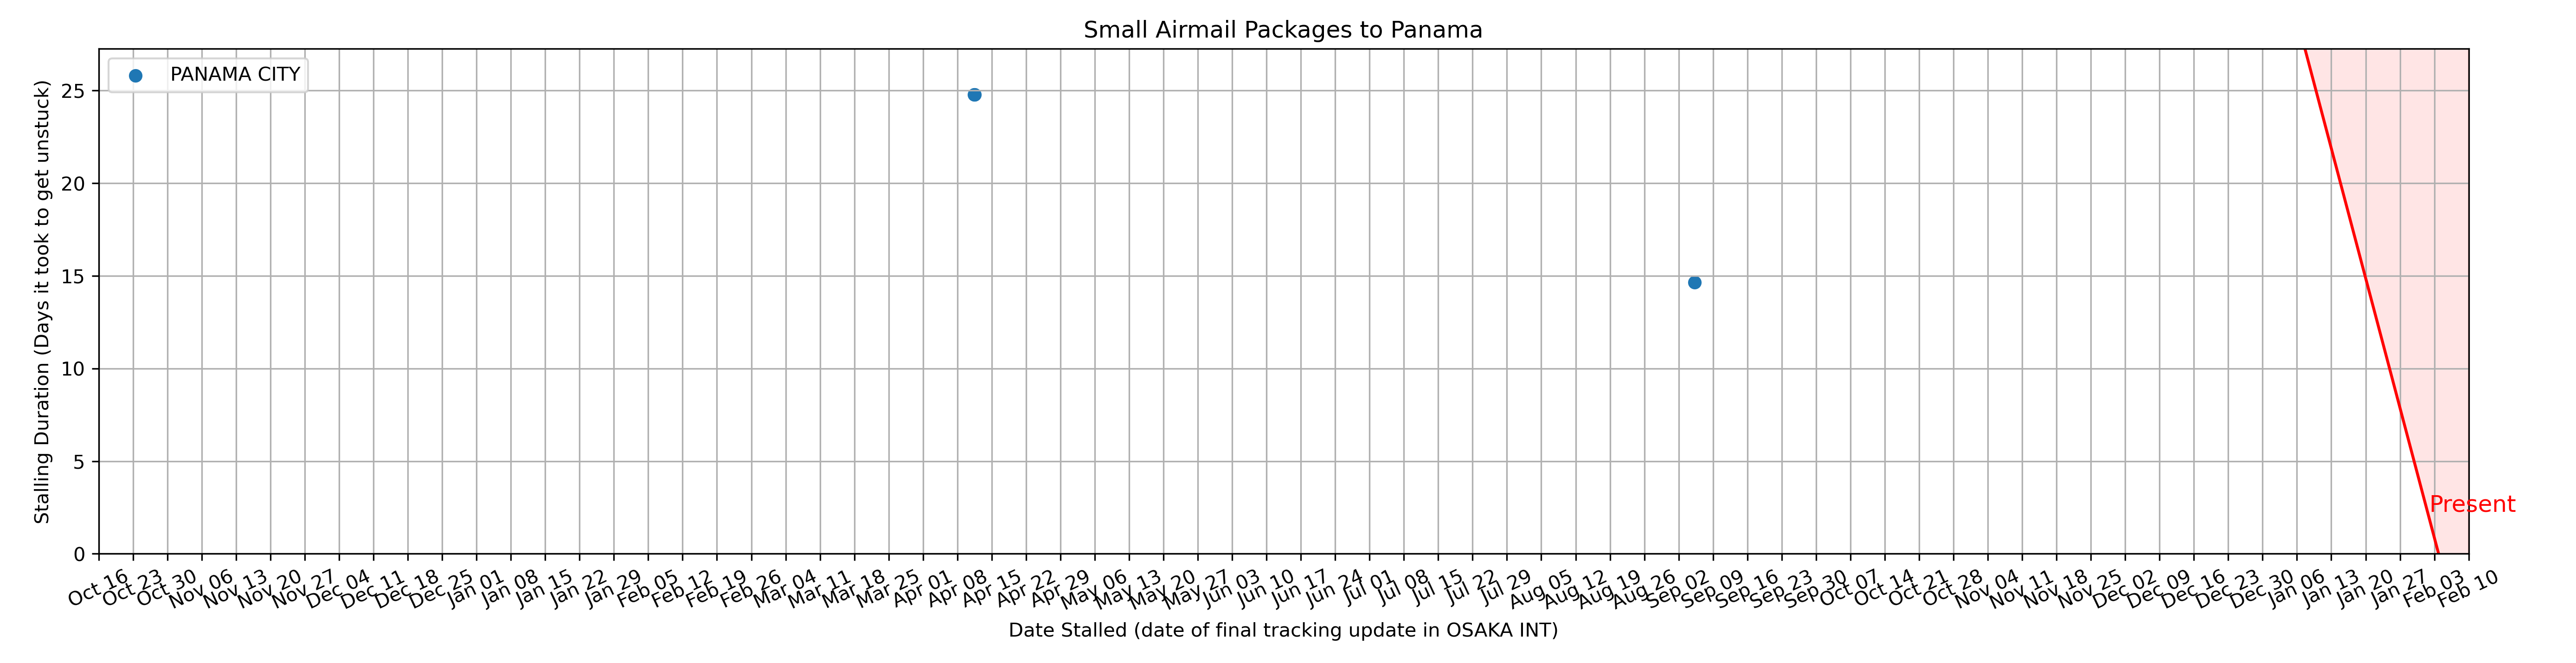 Small Airmail Packages to Panama
PANAMA CITY
Stalling Duration (Days it took to get unstuck)
25
20
15
10
5
0
Present
Oct 16 Oct 23 Oct 30 Nov 06 Nov 13 Nov 20 Nov 27 Dec 04 Dec 11 Dec 18 Dec 25 Jan 01 Jan 08 Jan 15 Jan 22 Jan 29 Feb 05 Feb 12 Feb 19 Feb 26 Mar 04 Mar 11 Mar 18 Mar 25 Apr 01 Apr 08 Apr 15 Apr 22 Apr 29 May 06 May 13 May 20 May 27 Jun 03 Jun 10 Jun 17 Jun 24 Jul 01 Jul 08 Jul 15 Jul 22 Jul 29 Aug 05 Aug 12 Aug 19 Aug 26 Sep 02 Sep 09 Sep 16 Sep 23 Sep 30 Oct 07 Oct 14 Oct 21 Oct 28 Nov 04 Nov 11 Nov 18 Nov 25 Dec 02 Dec 09 Dec 16 Dec 23 Dec 30 Jan 06 Jan 13 Jan 20 Jan 27 Feb 03 Feb 10
Date Stalled (date of final tracking update in OSAKA INT)